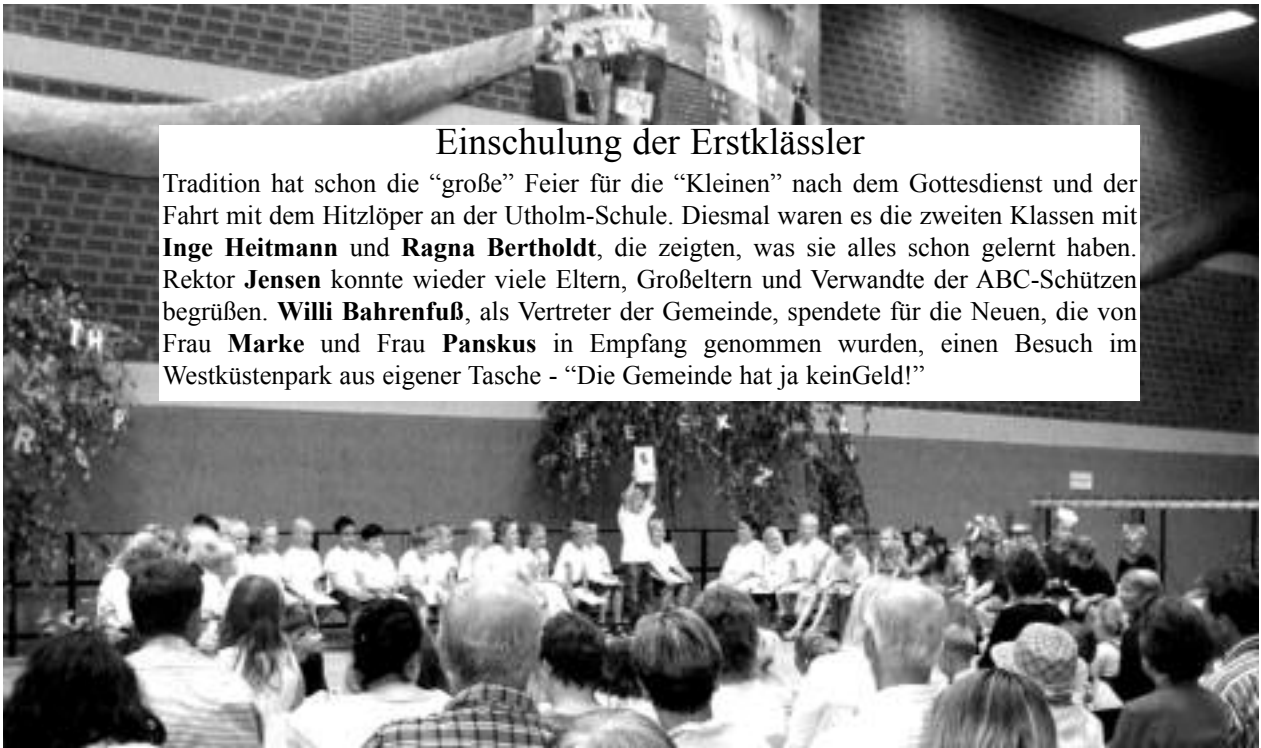 Einschulung der Erstklässler
Tradition hat schon die “große” Feier für die “Kleinen” nach dem Gottesdienst und der
Fahrt mit dem Hitzlöper an der Utholm-Schule. Diesmal waren es die zweiten Klassen mit
Inge Heitmann und Ragna Bertholdt, die zeigten, was sie alles schon gelernt haben.
Rektor Jensen konnte wieder viele Eltern, Großeltern und Verwandte der ABC-Schützen
begrüßen. Willi Bahrenfuß, als Vertreter der Gemeinde, spendete für die Neuen, die von
Frau Marke und Frau Panskus in Empfang genommen wurden, einen Besuch im
Westküstenpark aus eigener Tasche - “Die Gemeinde hat ja keinGeld!”